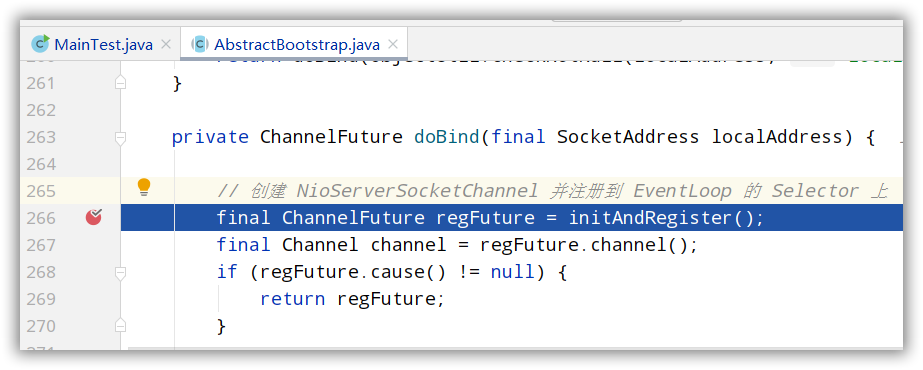 MainTest.java AbstractBootstrap.java
261 }
262
263 private ChannelFuture doBind(final SocketAddress localAddress) {
264
265 // 创建 NioServerSocketChannel 并注册到 EventLoop 的 Selector 上
266 final ChannelFuture regFuture = initAndRegister();
267 final Channel channel = regFuture.channel();
268 if (regFuture.cause() != null) {
269 return regFuture;
270 }